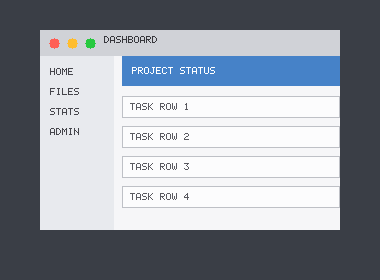 DASHBOARD
HOME
FILES
STATS
ADMIN
PROJECT STATUS
TASK ROW 1
TASK ROW 2
TASK ROW 3
TASK ROW 4